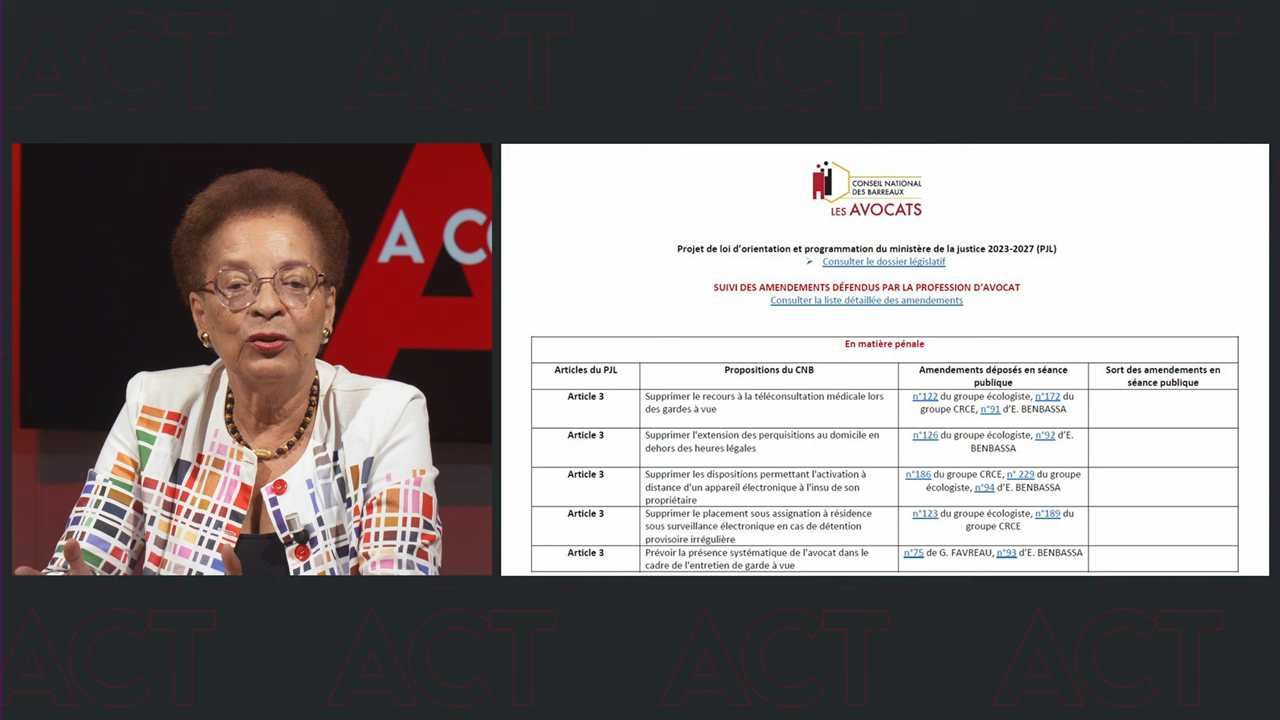 ACT ACT ACT ACT
A CO
CONSEIL NATIONAL
DES BARREAUX
LES AVOCATS
Projet de loi d'orientation et programmation du ministère de la justice 2023-2027 (PJL)
➢ Consulter le dossier législatif
SUIVI DES AMENDEMENTS DÉFENDUS PAR LA PROFESSION D'AVOCAT
Consulter la liste détaillée des amendements
En matière pénale
Articles du PJL
Propositions du CNB
Amendements déposés en séance
publique
Sort des amendements en
séance publique
Article 3
Supprimer le recours à la téléconsultation médicale lors
des gardes à vue
n°122 du groupe écologiste, n°172 du
groupe CRCE, n°91 d'E. BENBASSA
Article 3
Supprimer l'extension des perquisitions au domicile en
dehors des heures légales
n°126 du groupe écologiste, n°92 d'E.
BENBASSA
Article 3
Supprimer les dispositions permettant l'activation à
distance d'un appareil électronique à l'insu de son
propriétaire
n°186 du groupe CRCE, n° 229 du groupe
écologiste, n°94 d'E. BENBASSA
Article 3
Supprimer le placement sous assignation à résidence
sous surveillance électronique en cas de détention
provisoire irrégulière
n°123 du groupe écologiste, n°189 du
groupe CRCE
Article 3
Prévoir la présence systématique de l'avocat dans le
cadre de l'entretien de garde à vue
n°75 de G. FAVREAU, n°93 d'E. BENBASSA
ACT ACT ACT ACT